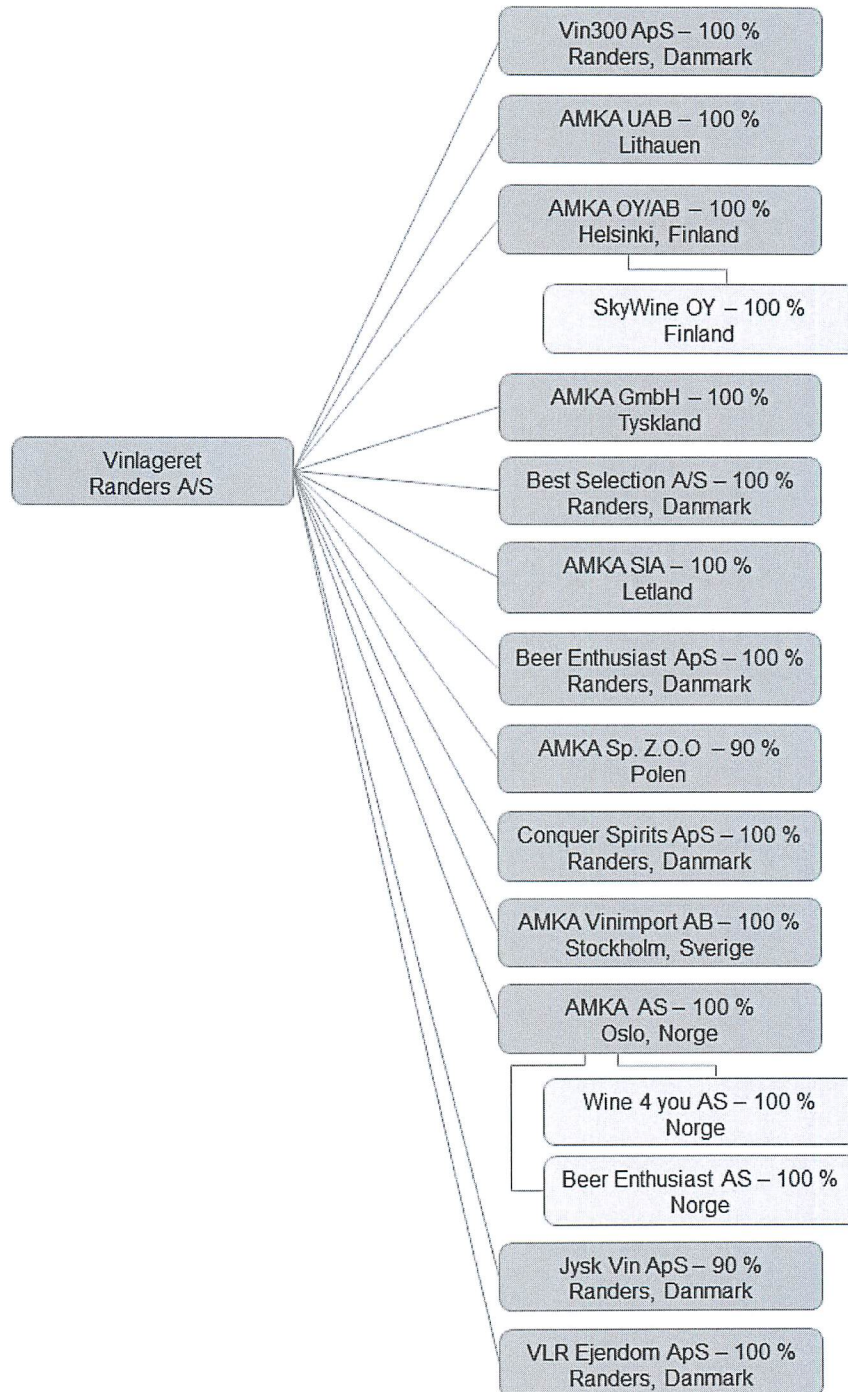 Vin300 ApS – 100 %
Randers, Danmark
AMKA UAB – 100 %
Lithauen
AMKA OY/AB – 100 %
Helsinki, Finland
SkyWine OY – 100 %
Finland
AMKA GmbH – 100 %
Tyskland
Vinlageret
Randers A/S
Best Selection A/S – 100 %
Randers, Danmark
AMKA SIA – 100 %
Letland
Beer Enthusiast ApS – 100 %
Randers, Danmark
AMKA Sp. Z.O.O – 90 %
Polen
Conquer Spirits ApS – 100 %
Randers, Danmark
AMKA Vinimport AB – 100 %
Stockholm, Sverige
AMKA AS – 100 %
Oslo, Norge
Wine 4 you AS – 100 %
Norge
Beer Enthusiast AS – 100 %
Norge
Jysk Vin ApS – 90 %
Randers, Danmark
VLR Ejendom ApS – 100 %
Randers, Danmark